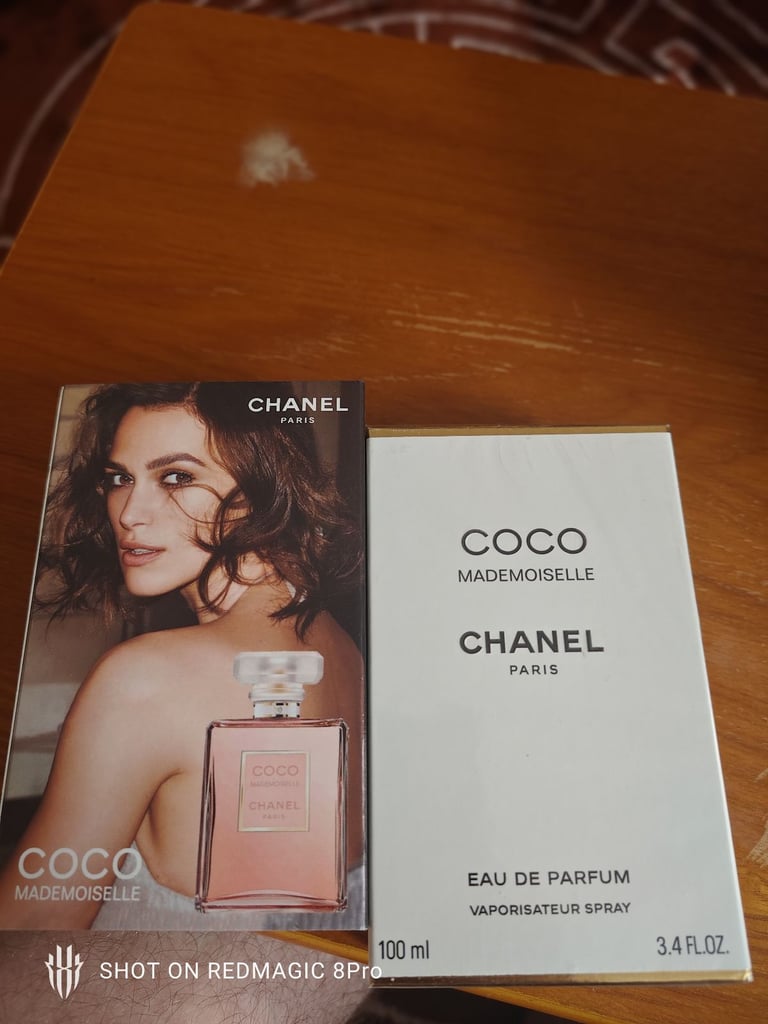 CHANEL
PARIS
COCO
MADEMOISELLE
CHANEL
PARIS
COCO
MADEMOISELLE
COCO
MADEMOISELLE
CHANEL
PARIS
EAU DE PARFUM
VAPORISATEUR SPRAY
100 ml
3.4 FL.OZ.
SHOT ON REDMAGIC 8Pro